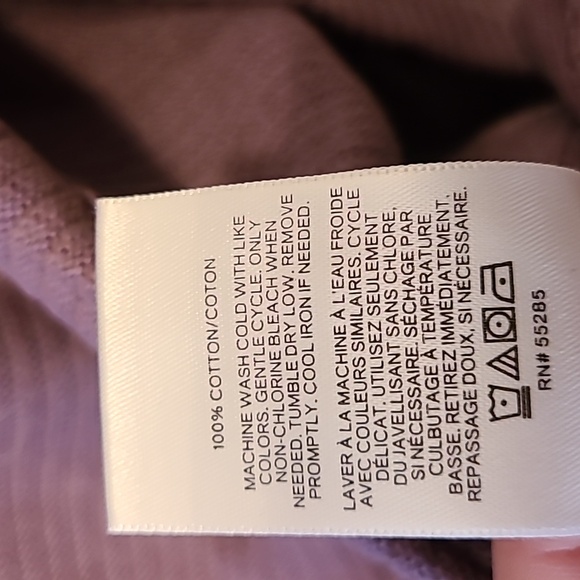 100% COTTON/COTON
MACHINE WASH COLD WITH LIKE
COLORS. GENTLE CYCLE. ONLY
NON-CHLORINE BLEACH WHEN
NEEDED. TUMBLE DRY LOW. REMOVE
PROMPTLY. COOL IRON IF NEEDED.
LAVER À LA MACHINE À L'EAU FROIDE
AVEC COULEURS SIMILAIRES. CYCLE
DÉLICAT. UTILISEZ SEULEMENT
DU JAVELLISANT SANS CHLORE,
SI NÉCESSAIRE. SÉCHAGE PAR
CULBUTAGE À TEMPÉRATURE
BASSE. RETIREZ IMMÉDIATEMENT.
REPASSAGE DOUX, SI NÉCESSAIRE.
RN# 55285